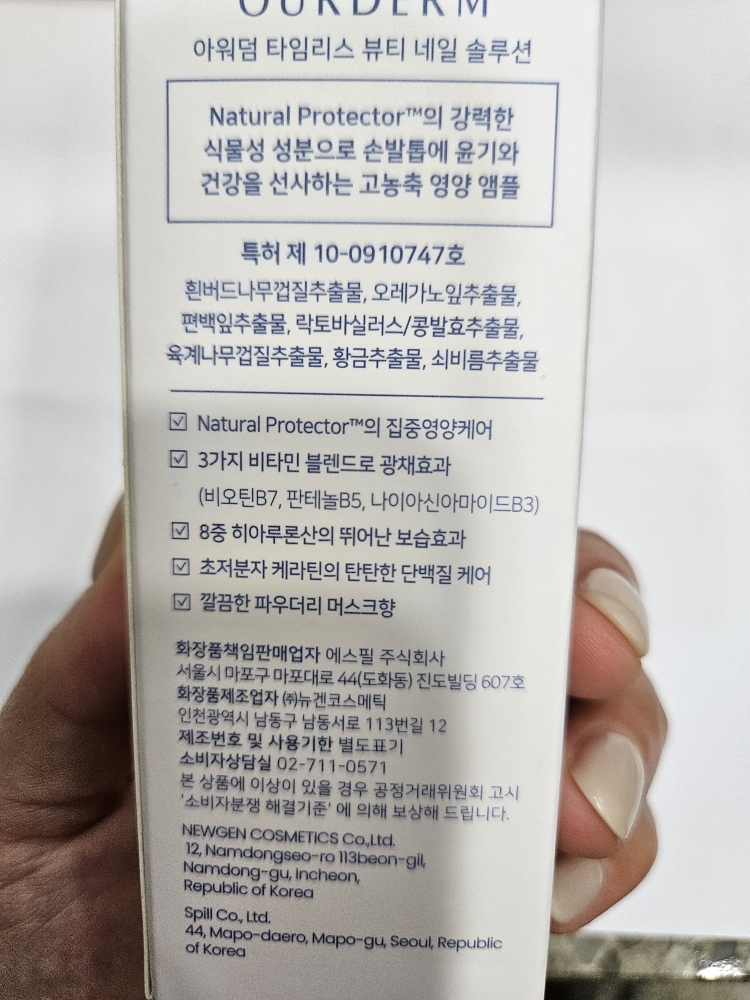 OURDERM
아워덤 타임리스 뷰티 네일 솔루션
Natural Protector™의 강력한
식물성 성분으로 손발톱에 윤기와
건강을 선사하는 고농축 영양 앰플
특허 제 10-0910747호
흰버드나무껍질추출물, 오레가노잎추출물,
편백잎추출물, 락토바실러스/콩발효추출물,
육계나무껍질추출물, 황금추출물, 쇠비름추출물
☑ Natural Protector™의 집중영양케어
☑ 3가지 비타민 블렌드로 광채효과
(비오틴B7, 판테놀B5, 나이아신아마이드B3)
☑ 8중 히아루론산의 뛰어난 보습효과
☑ 초저분자 케라틴의 탄탄한 단백질 케어
☑ 깔끔한 파우더리 머스크향
화장품책임판매업자 에스필 주식회사
서울시 마포구 마포대로 44(도화동) 진도빌딩 607호
화장품제조업자 ㈜뉴겐코스메틱
인천광역시 남동구 남동서로 113번길 12
제조번호 및 사용기한 별도표기
소비자상담실 02-711-0571
본 상품에 이상이 있을 경우 공정거래위원회 고시
'소비자분쟁 해결기준' 에 의해 보상해 드립니다.
NEWGEN COSMETICS Co.,Ltd.
12, Namdongseo-ro 113beon-gil,
Namdong-gu, Incheon,
Republic of Korea
Spill Co., Ltd.
44, Mapo-daero, Mapo-gu, Seoul, Republic
of Korea